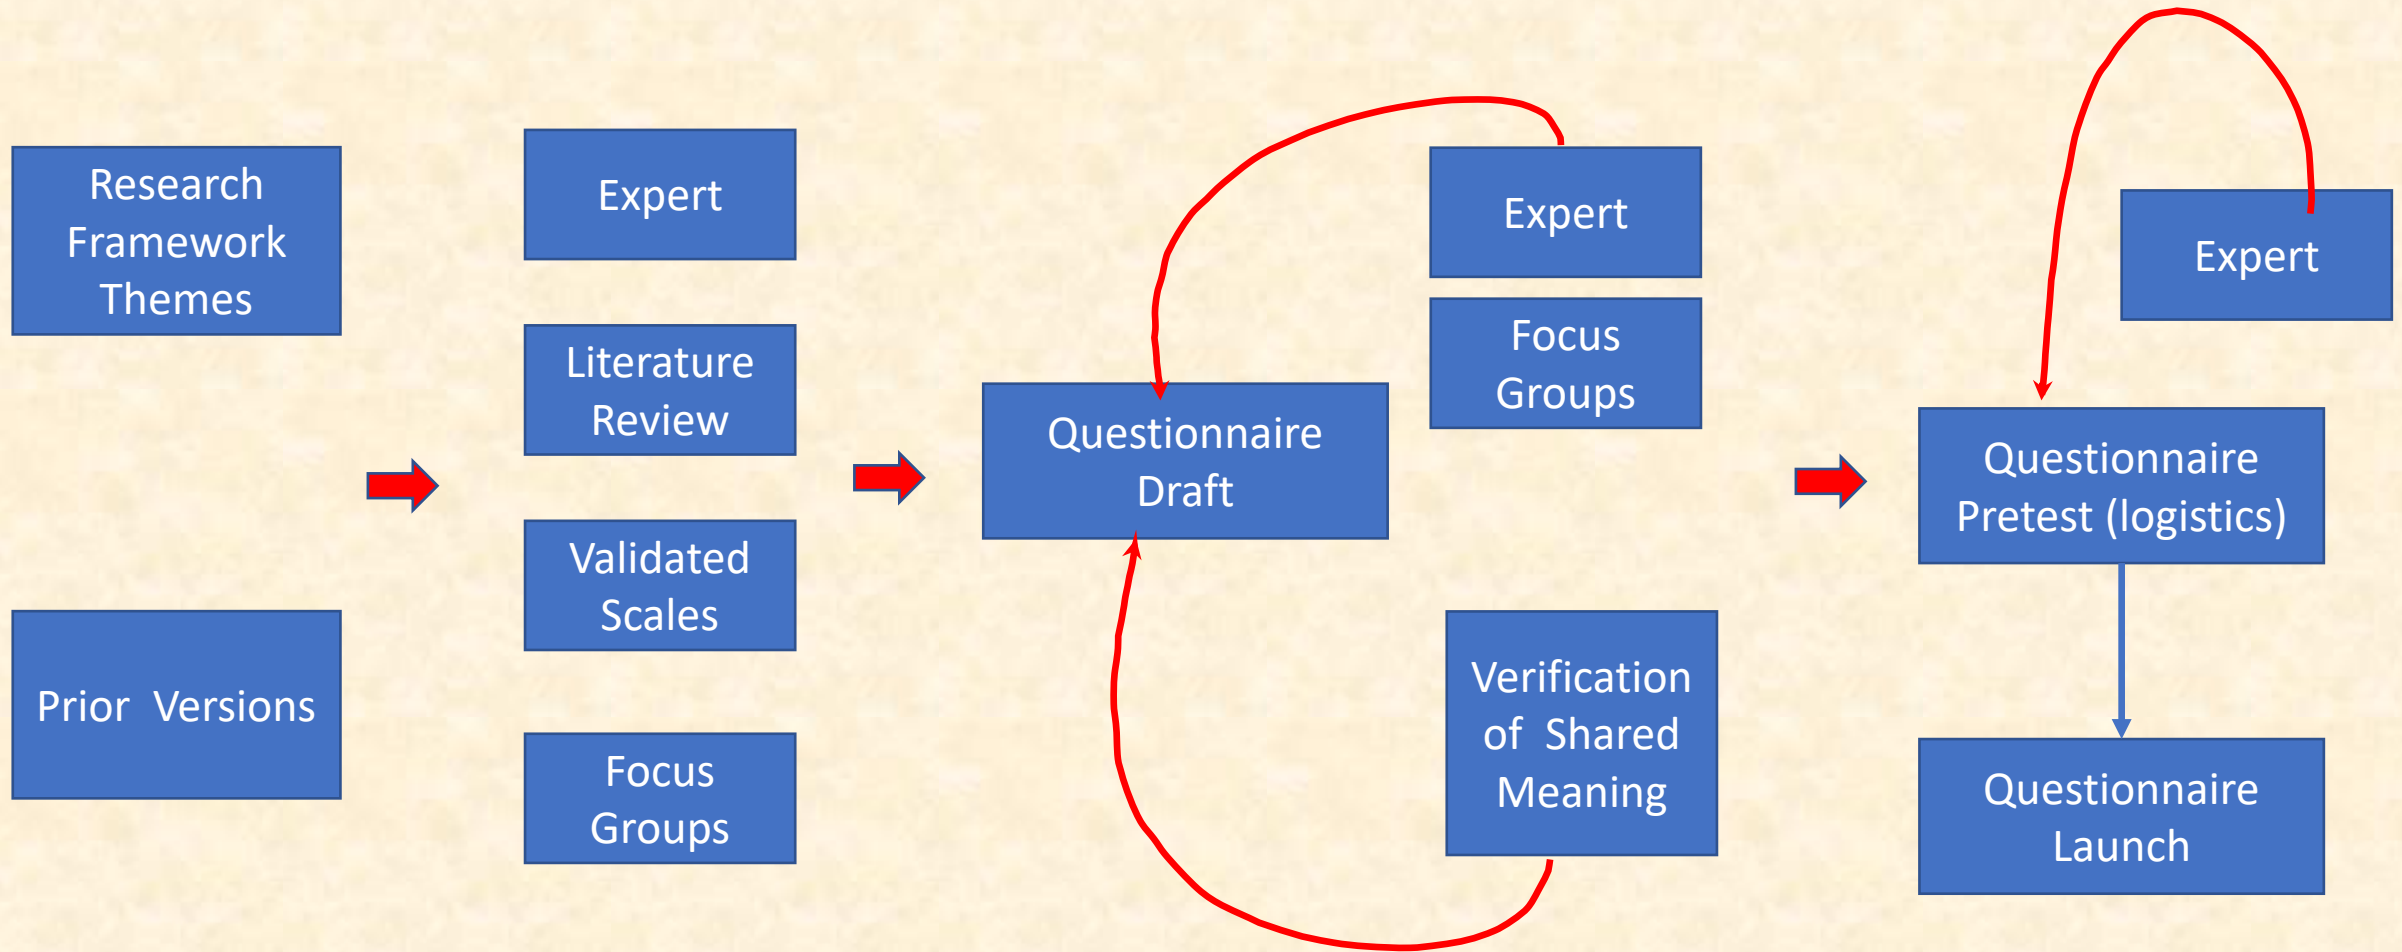 Research
Framework
Themes
Prior  Versions
Expert
Literature
Review
Validated
Scales
Focus
Groups
Questionnaire
Draft
Expert
Focus
Groups
Verification
of  Shared
Meaning
Expert
Questionnaire
Pretest (logistics)
Questionnaire
Launch